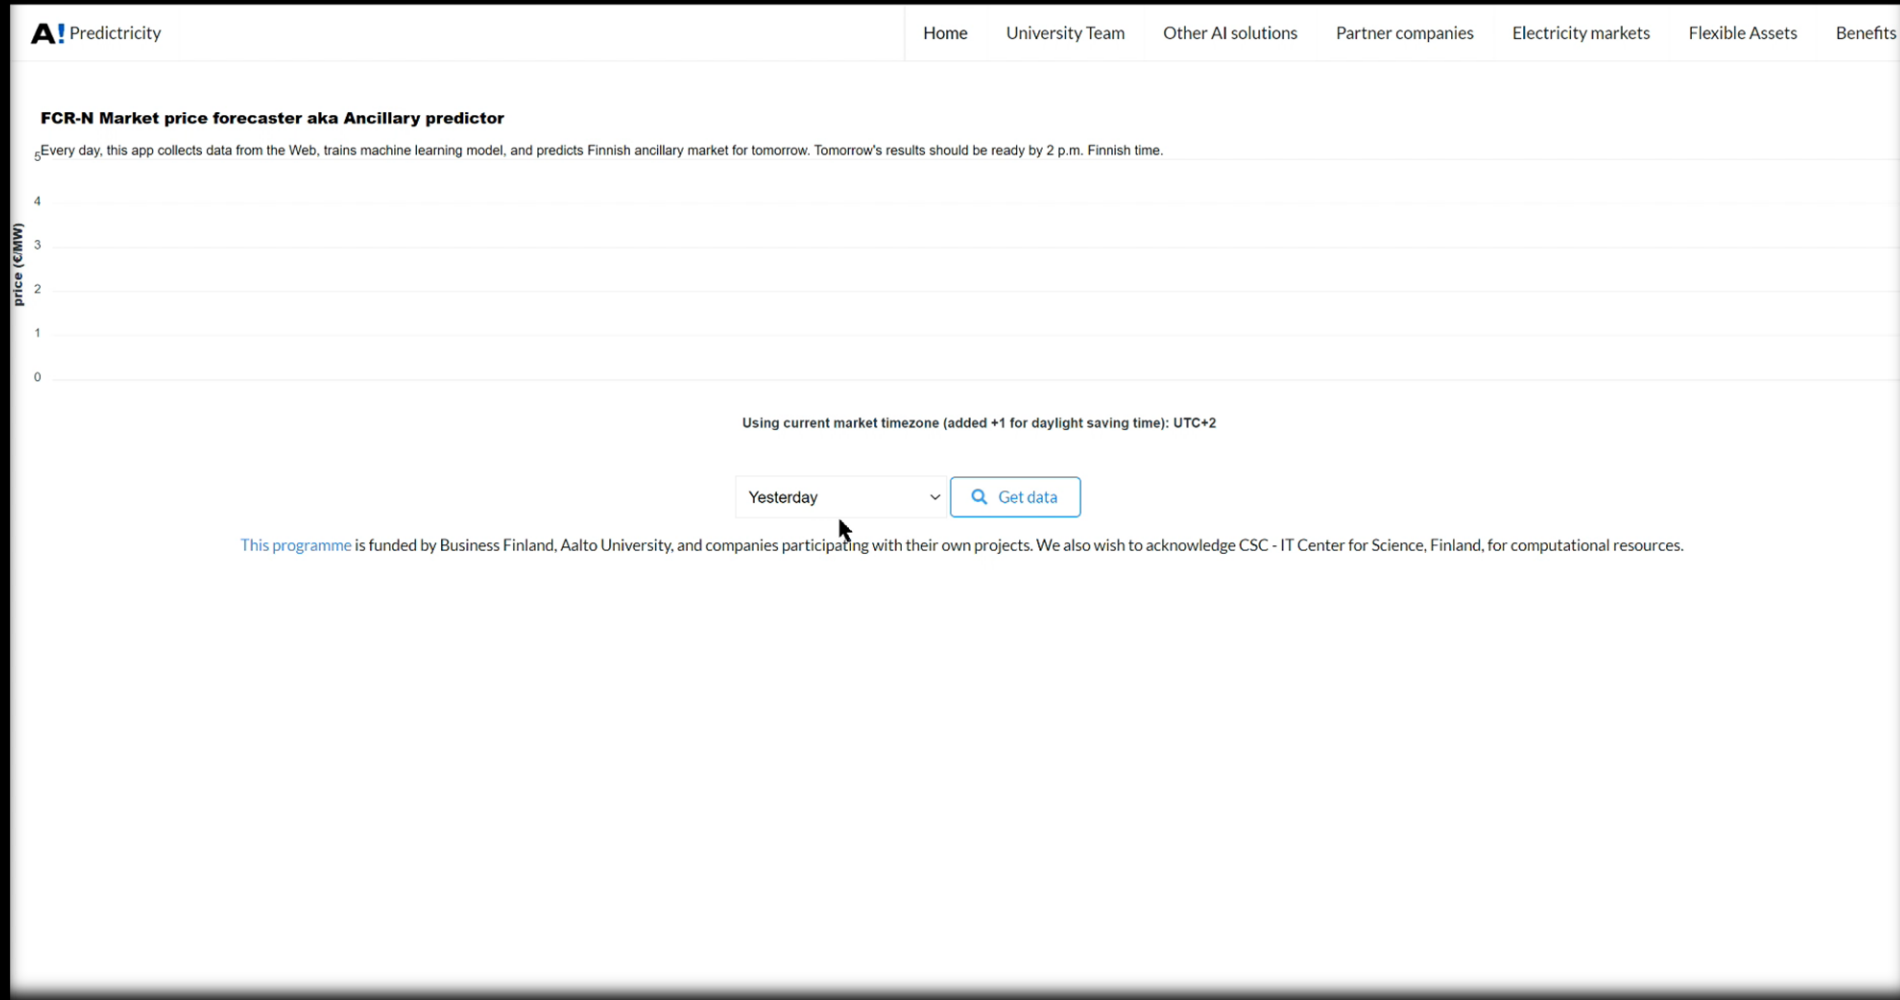 A! Predictricity
Home University Team Other AI solutions Partner companies Electricity markets Flexible Assets Benefits
FCR-N Market price forecaster aka Ancillary predictor
Every day, this app collects data from the Web, trains machine learning model, and predicts Finnish ancillary market for tomorrow. Tomorrow's results should be ready by 2 p.m. Finnish time.
5
4
3
2
1
0
price (€/MW)
Using current market timezone (added +1 for daylight saving time): UTC+2
Yesterday
Get data
This programme is funded by Business Finland, Aalto University, and companies participating with their own projects. We also wish to acknowledge CSC - IT Center for Science, Finland, for computational resources.